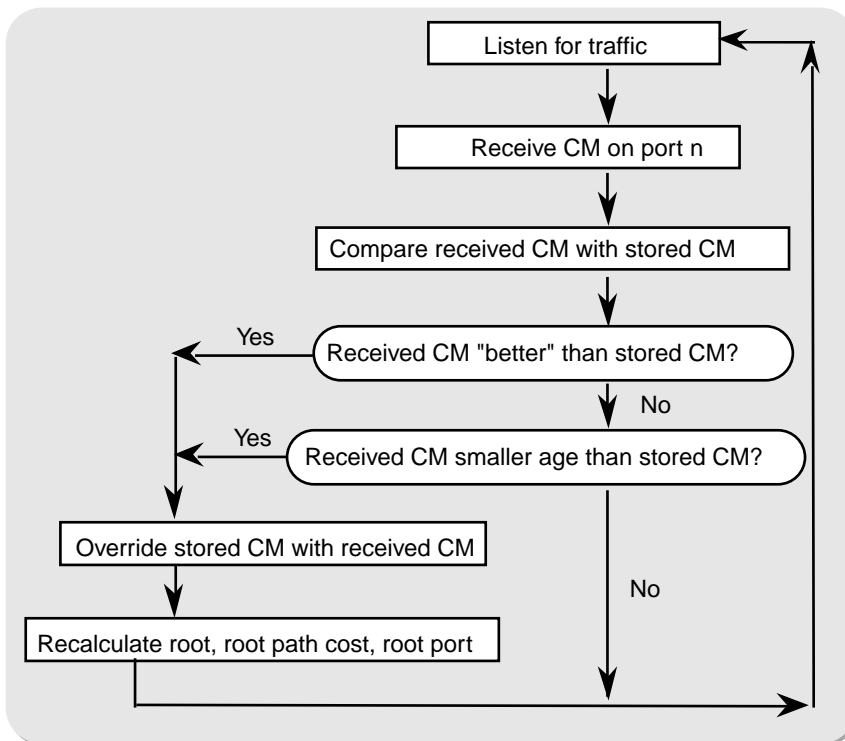 Listen for traffic
Receive CM on port n
Compare received CM with stored CM
Yes
Received CM "better" than stored CM?
No
Yes
Received CM smaller age than stored CM?
Override stored CM with received CM
No
Recalculate root, root path cost, root port